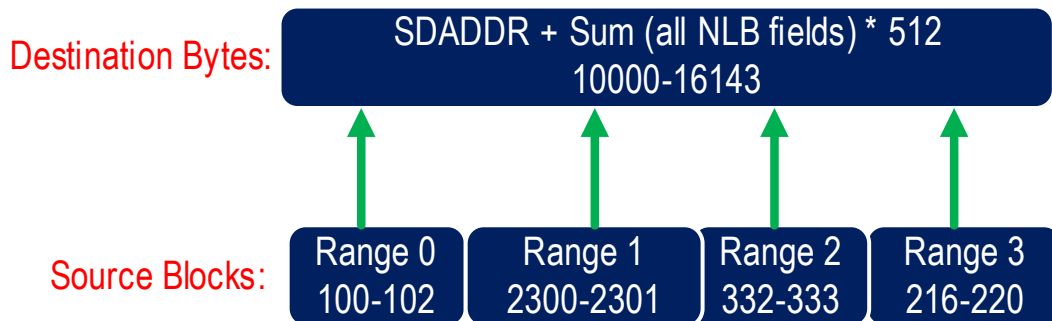 Destination Bytes:
SDADDR + Sum (all NLB fields) * 512
10000-16143
Source Blocks:
Range 0
100-102
Range 1
2300-2301
Range 2
332-333
Range 3
216-220